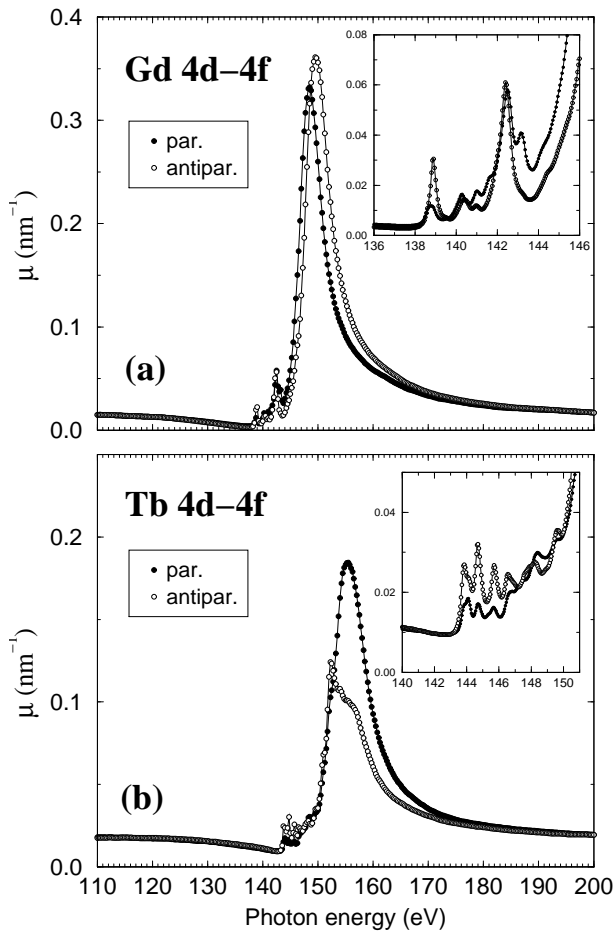 0.4
0.3
0.2
0.1
0.0
μ (nm⁻¹)
Gd 4d−4f
par.
antipar.
(a)
0.08
0.06
0.04
0.02
0.00
136 138 140 142 144 146
0.2
0.1
0.0
μ (nm⁻¹)
Tb 4d−4f
par.
antipar.
(b)
0.04
0.02
0.00
140 142 144 146 148 150
110 120 130 140 150 160 170 180 190 200
Photon energy (eV)